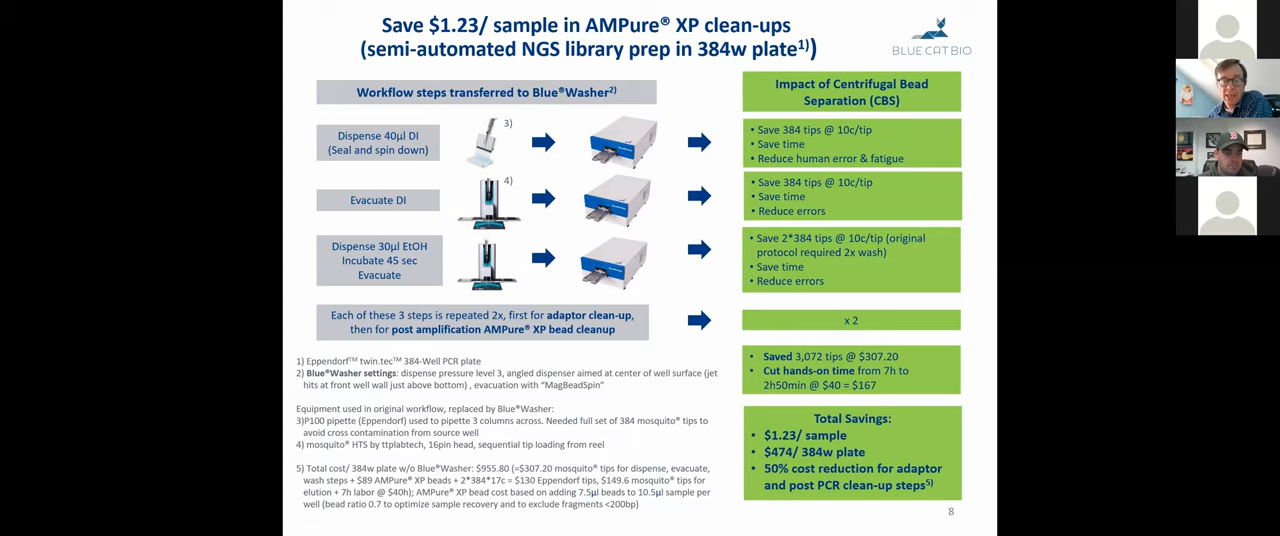 Save $1.23/ sample in AMPure® XP clean-ups
(semi-automated NGS library prep in 384w plate1))
BLUE CAT BIO
Workflow steps transferred to Blue®Washer2)
Impact of Centrifugal Bead
Separation (CBS)
Dispense 40µl DI
(Seal and spin down)
3)
• Save 384 tips @ 10c/tip
• Save time
• Reduce human error & fatigue
Evacuate DI
4)
• Save 384 tips @ 10c/tip
• Save time
• Reduce errors
Dispense 30µl EtOH
Incubate 45 sec
Evacuate
• Save 2*384 tips @ 10c/tip (original
protocol required 2x wash)
• Save time
• Reduce errors
Each of these 3 steps is repeated 2x, first for adaptor clean-up,
then for post amplification AMPure® XP bead cleanup
x 2
• Saved 3,072 tips @ $307.20
• Cut hands-on time from 7h to
2h50min @ $40 = $167
1) Eppendorf™ twin.tec™ 384-Well PCR plate
2) Blue®Washer settings: dispense pressure level 3, angled dispenser aimed at center of well surface (jet
hits at front well wall just above bottom) , evacuation with “MagBeadSpin”
Equipment used in original workflow, replaced by Blue®Washer:
3)P100 pipette (Eppendorf) used to pipette 3 columns across. Needed full set of 384 mosquito® tips to
avoid cross contamination from source well
4) mosquito® HTS by ttplabtech, 16pin head, sequential tip loading from reel
5) Total cost/ 384w plate w/o Blue®Washer: $955.80 (=$307.20 mosquito® tips for dispense, evacuate,
wash steps + $89 AMPure® XP beads + 2*384*17c = $130 Eppendorf tips, $149.6 mosquito® tips for
elution + 7h labor @ $40h); AMPure® XP bead cost based on adding 7.5µl beads to 10.5µl sample per
well (bead ratio 0.7 to optimize sample recovery and to exclude fragments <200bp)
Total Savings:
• $1.23/ sample
• $474/ 384w plate
• 50% cost reduction for adaptor
and post PCR clean-up steps5)
8